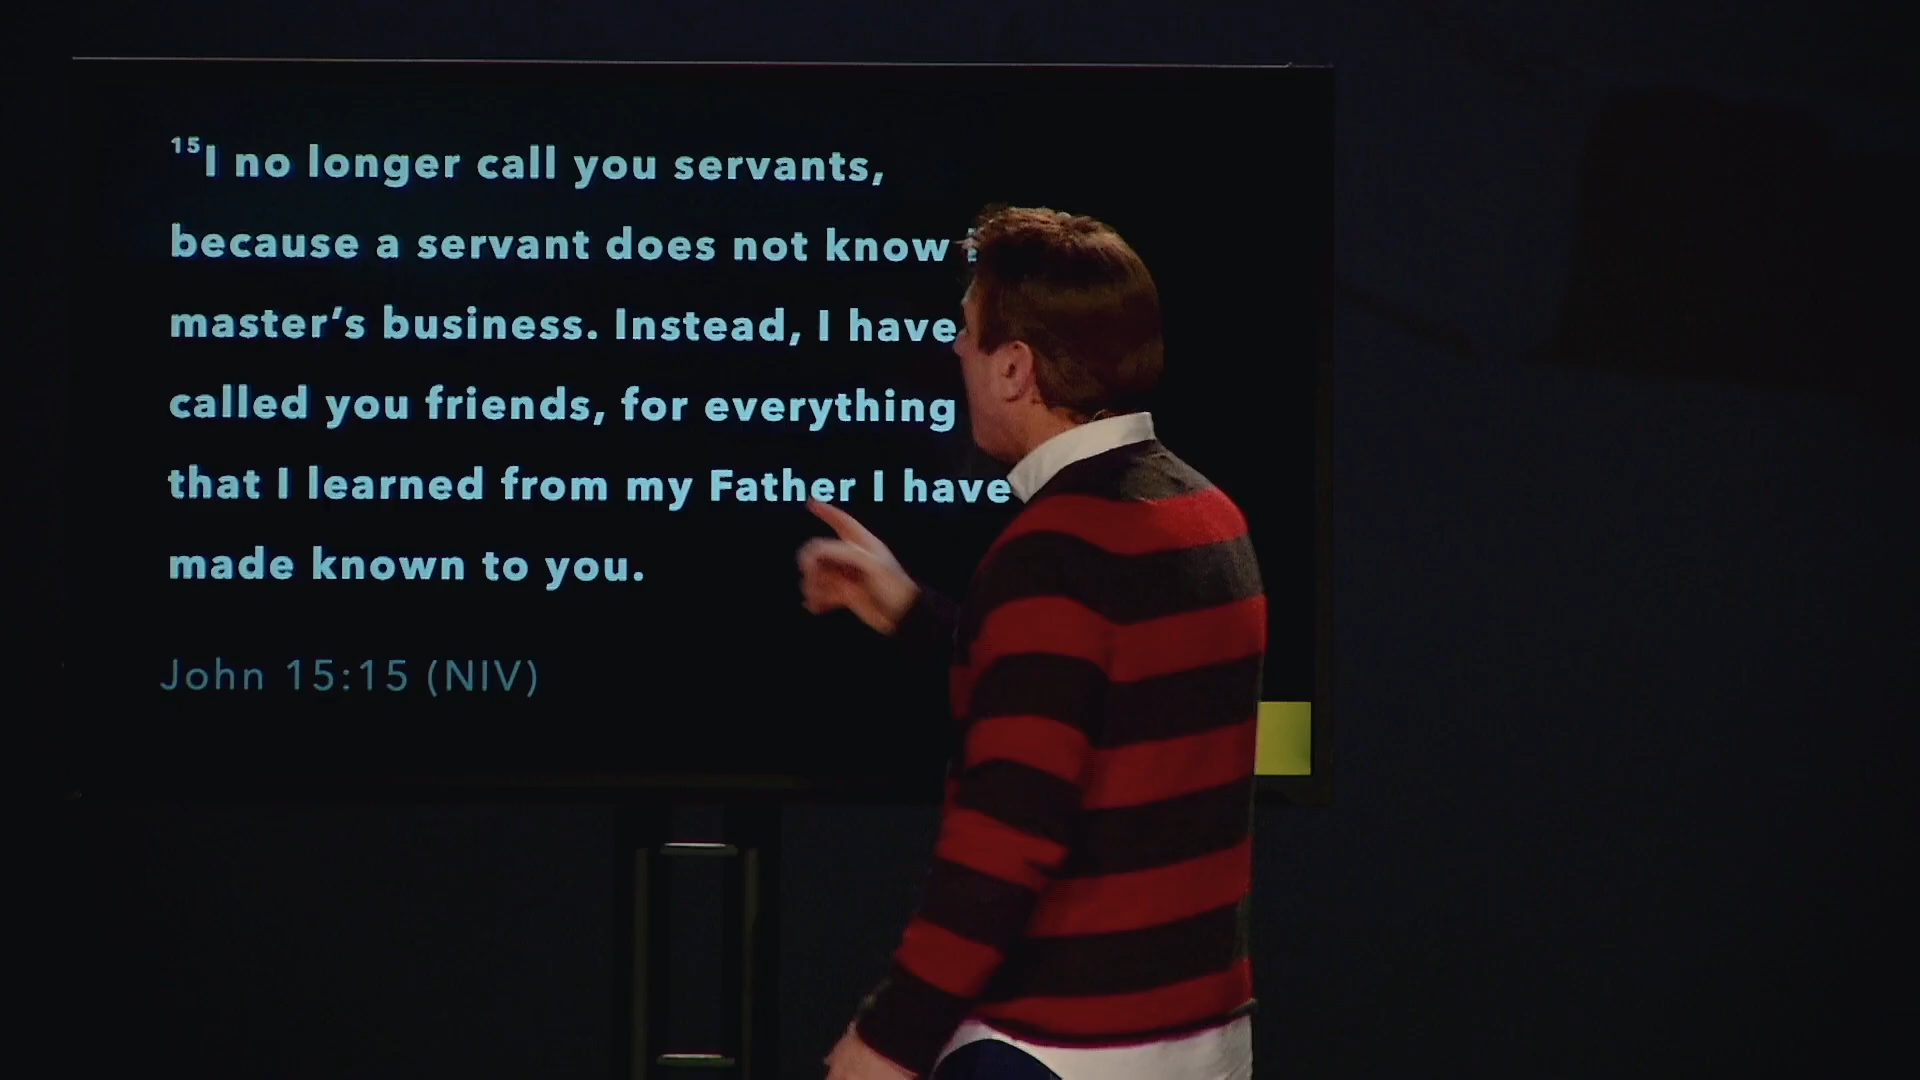 ¹⁵I no longer call you servants,
because a servant does not know
master’s business. Instead, I have
called you friends, for everything
that I learned from my Father I have
made known to you.
John 15:15 (NIV)